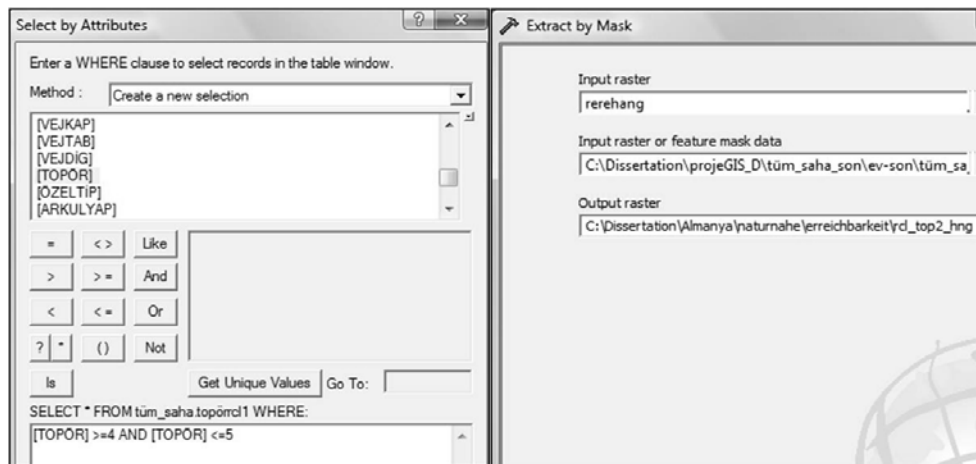 Select by Attributes
Enter a WHERE clause to select records in the table window.
Method :
Create a new selection
[VEJKAP]
[VEJTAB]
[VEJDİG]
[TOPÖR]
[ÖZELTİP]
[ARKULYAP]
= < > Like
> > = And
< < = Or
? * ( ) Not
Is
Get Unique Values
Go To:
SELECT * FROM tüm_saha.topörrcl1 WHERE:
[TOPÖR] >=4 AND [TOPÖR] <=5
Extract by Mask
Input raster
rerehang
Input raster or feature mask data
C:\Dissertation\projeGIS_D\tüm_saha_son\ev-son\tüm_sa
Output raster
C:\Dissertation\Almanya\naturnahe\erreichbarkeit\rcl_top2_hng